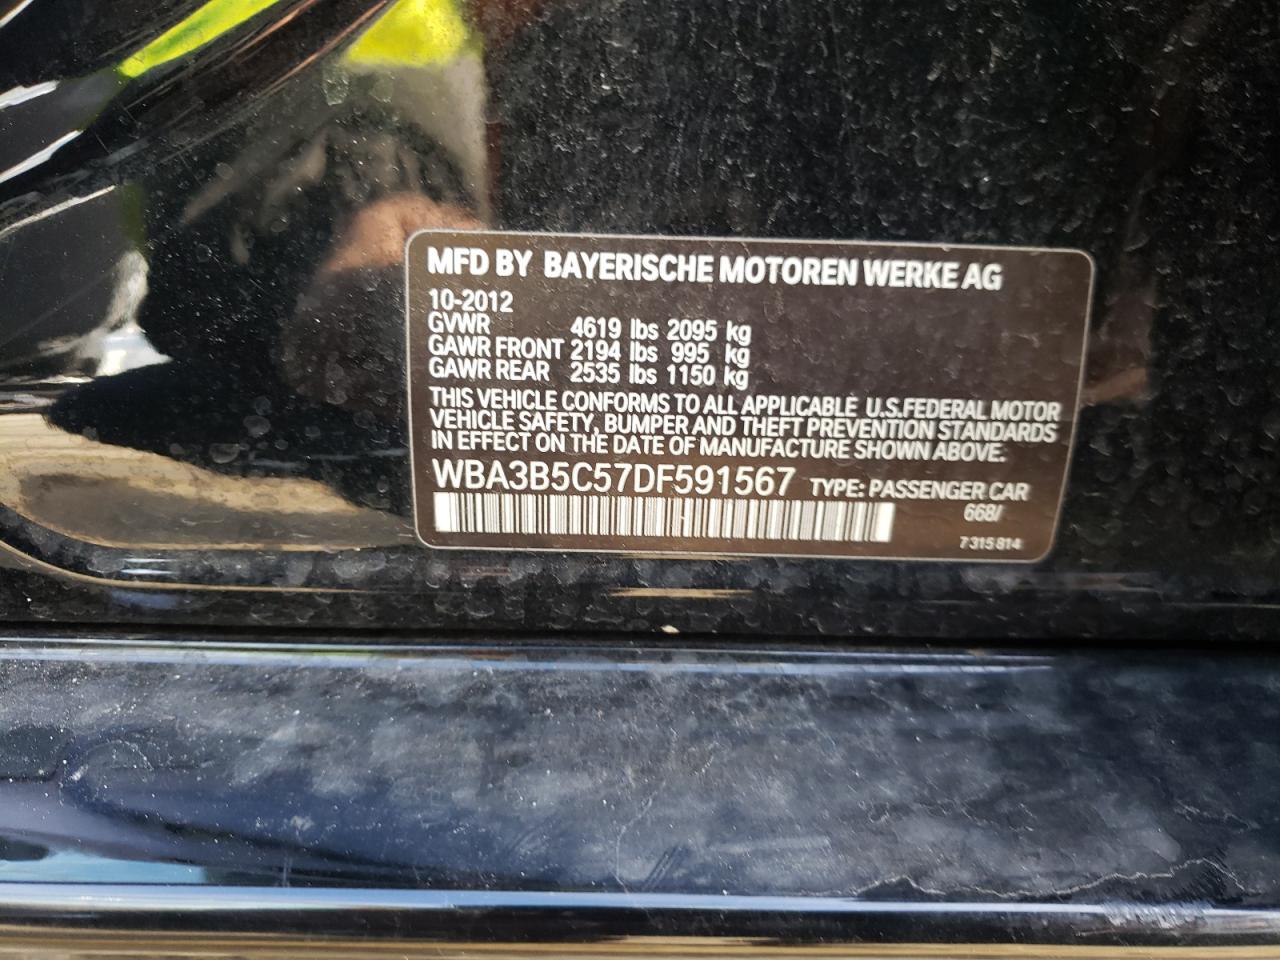 MFD BY BAYERISCHE MOTOREN WERKE AG
10-2012
GVWR 4619 lbs 2095 kg
GAWR FRONT 2194 lbs 995 kg
GAWR REAR 2535 lbs 1150 kg
THIS VEHICLE CONFORMS TO ALL APPLICABLE U.S.FEDERAL MOTOR
VEHICLE SAFETY, BUMPER AND THEFT PREVENTION STANDARDS
IN EFFECT ON THE DATE OF MANUFACTURE SHOWN ABOVE.
WBA3B5C57DF591567 TYPE: PASSENGER CAR
668/
7 315 814